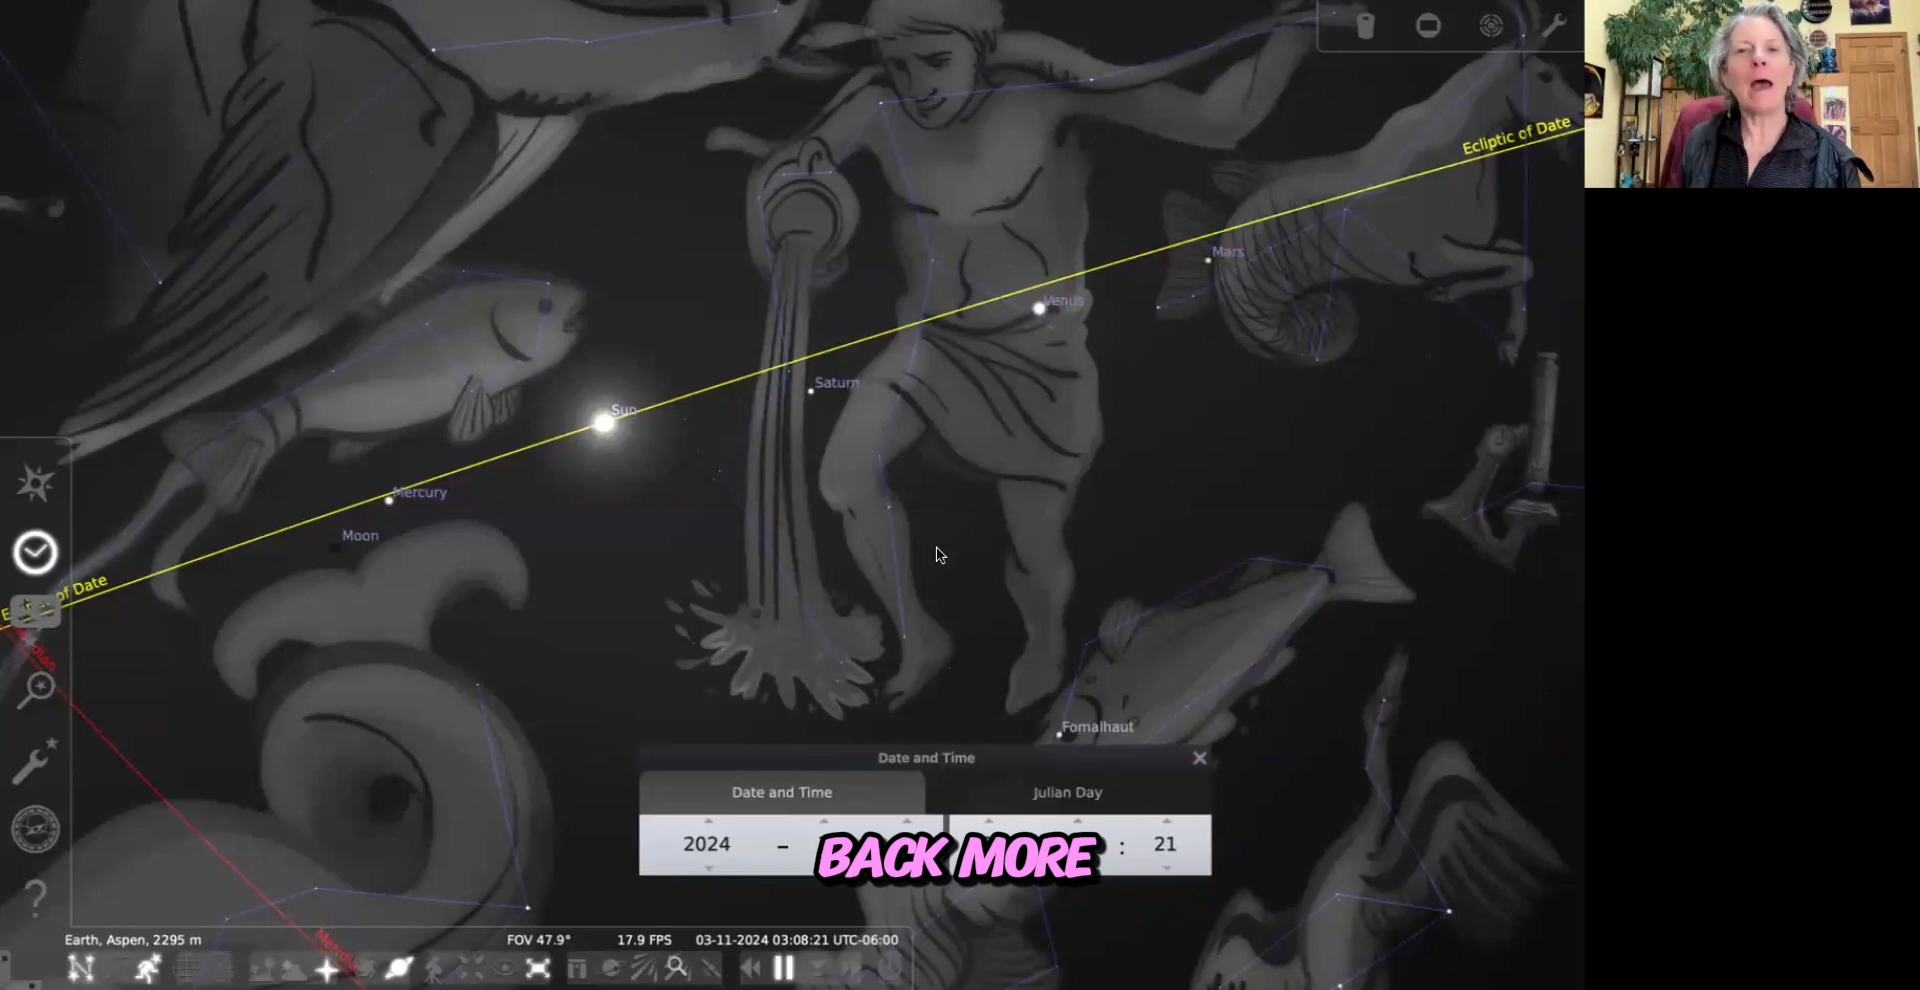 Ecliptic of Date
Mars
Venus
Saturn
Sun
Mercury
Moon
of Date
Fomalhaut
Date and Time
Date and Time
Julian Day
2024 –
BACK MORE
: 21
Earth, Aspen, 2295 m
FOV 47.9°
17.9 FPS
03-11-2024 03:08:21 UTC-06:00